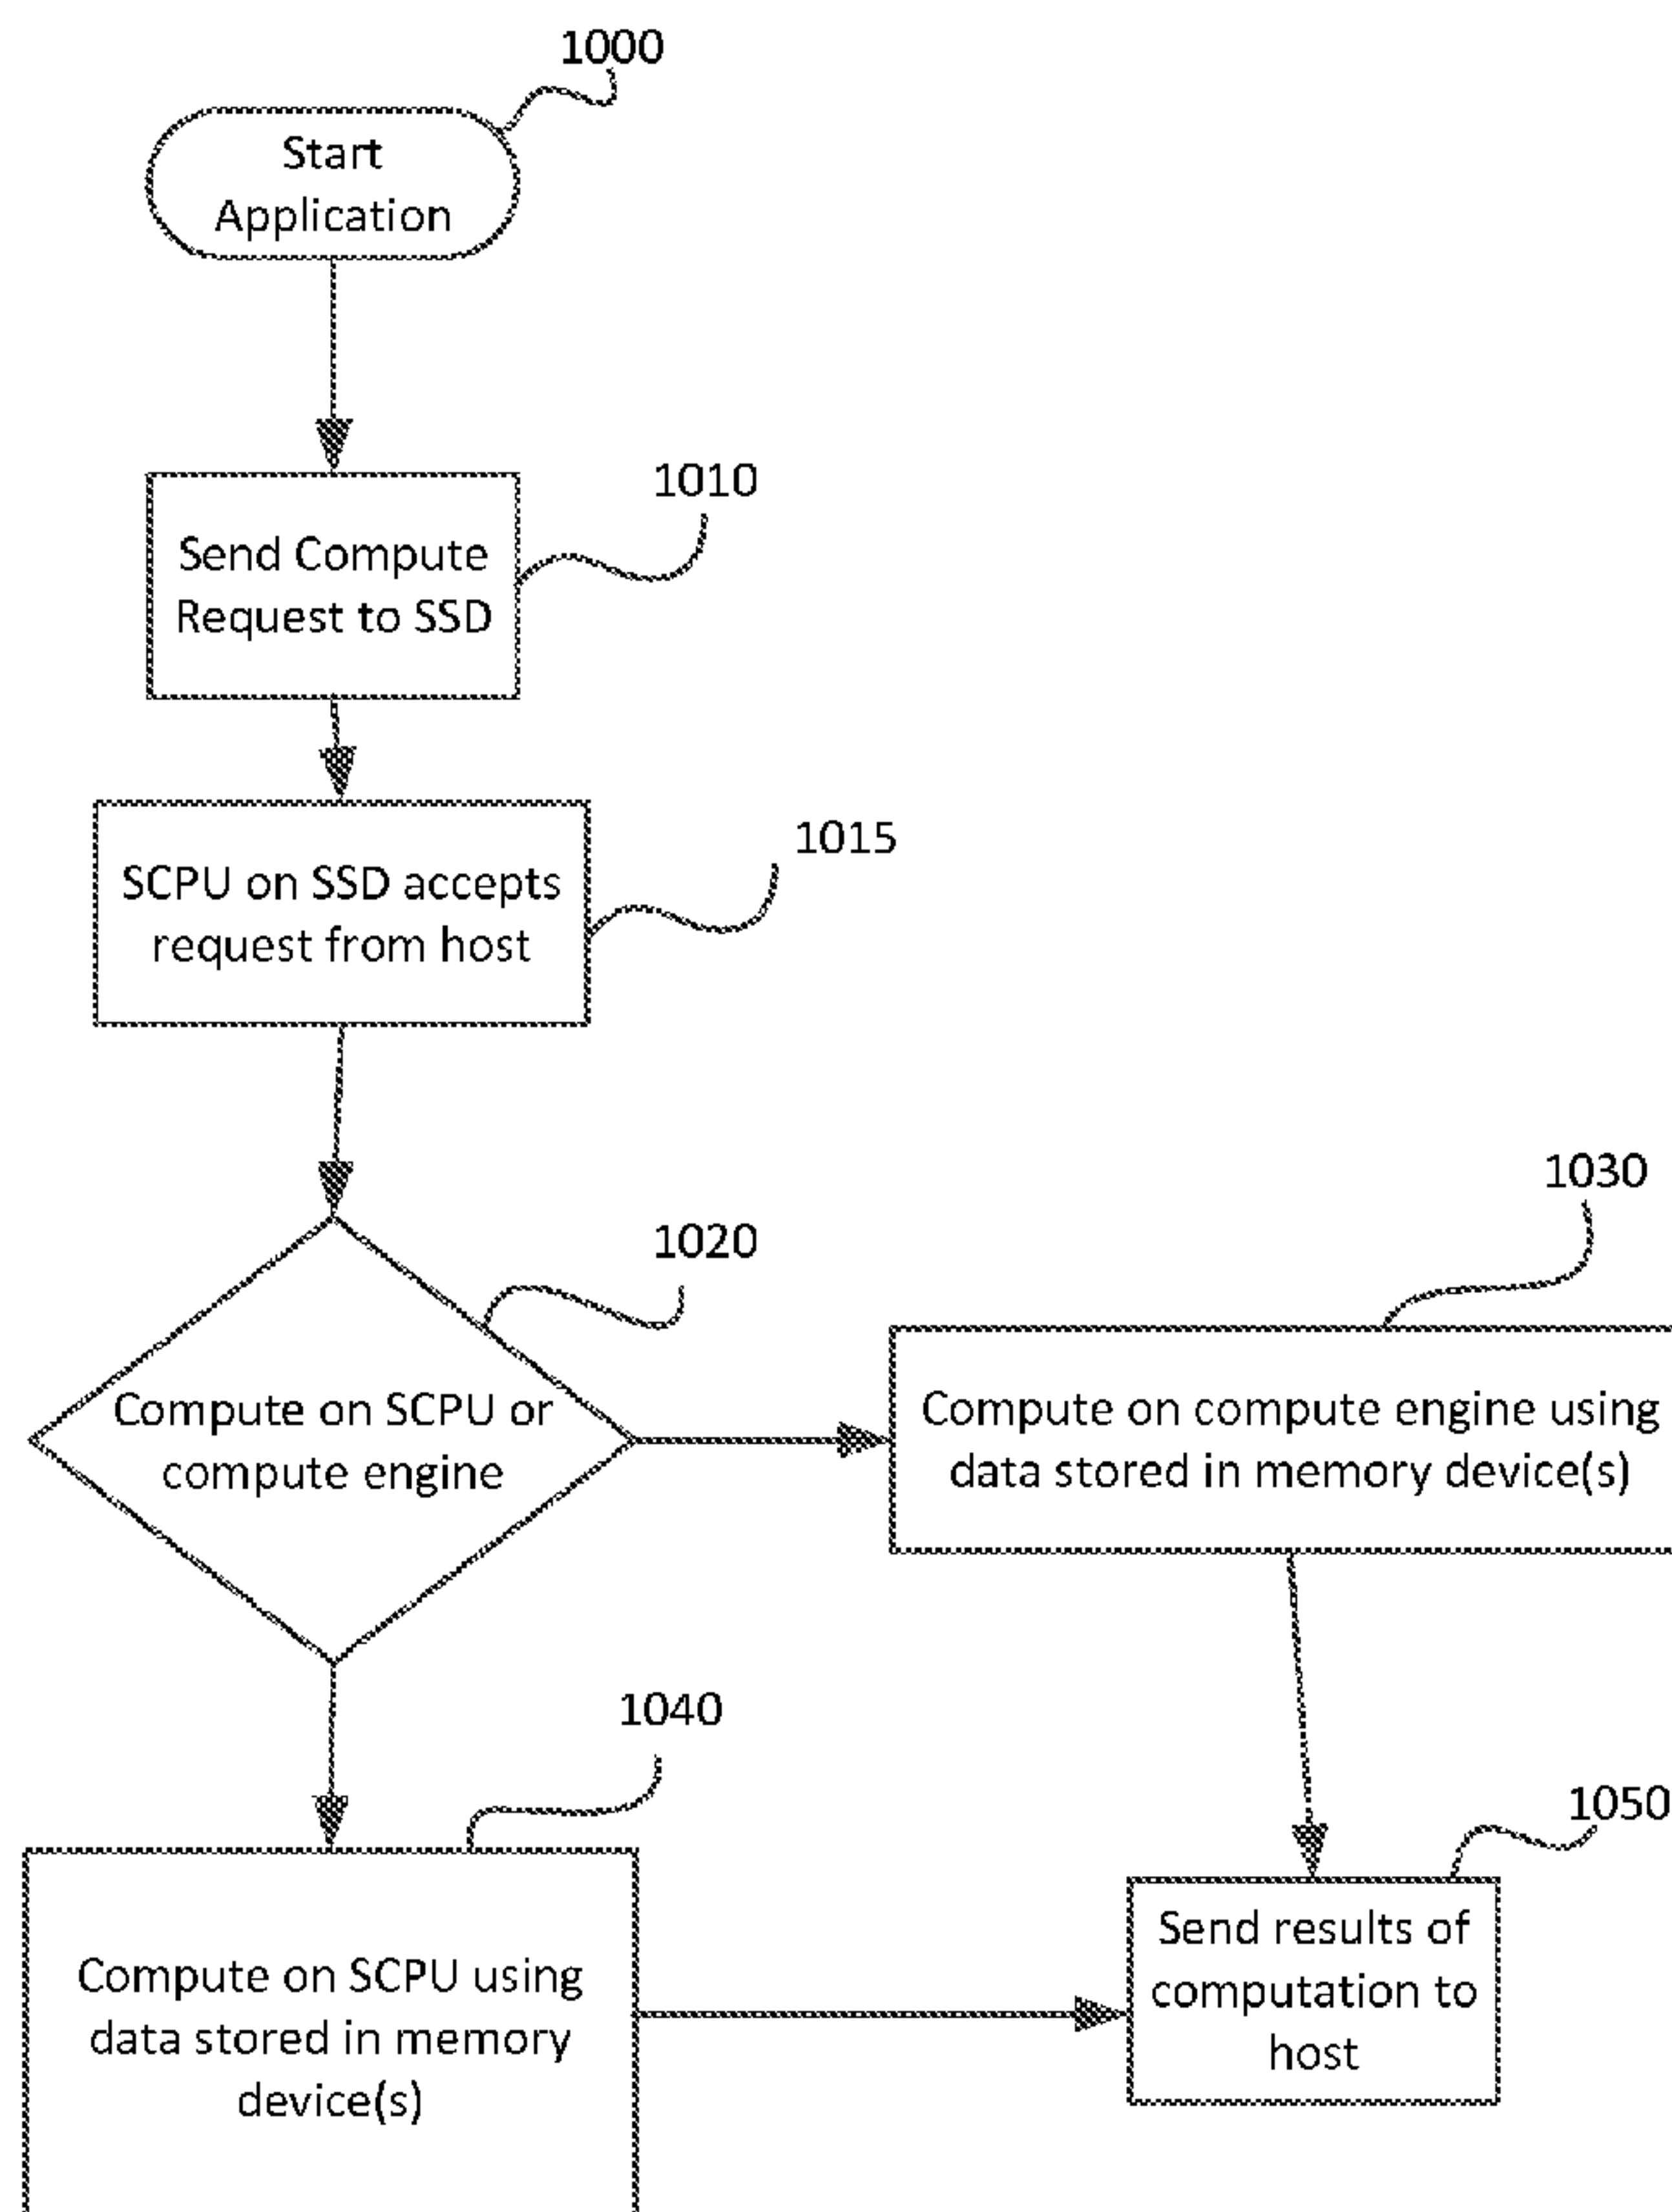 1000
Start
Application
1010
Send Compute
Request to SSD
1015
SCPU on SSD accepts
request from host
1020
Compute on SCPU or
compute engine
1030
Compute on compute engine using
data stored in memory device(s)
1040
Compute on SCPU using
data stored in memory
device(s)
1050
Send results of
computation to
host